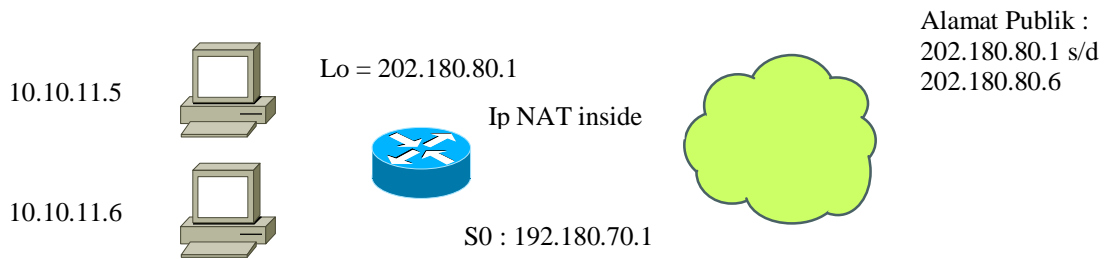 Alamat Publik :
202.180.80.1 s/d
202.180.80.6
Lo = 202.180.80.1
10.10.11.5
Ip NAT inside
10.10.11.6
S0 : 192.180.70.1